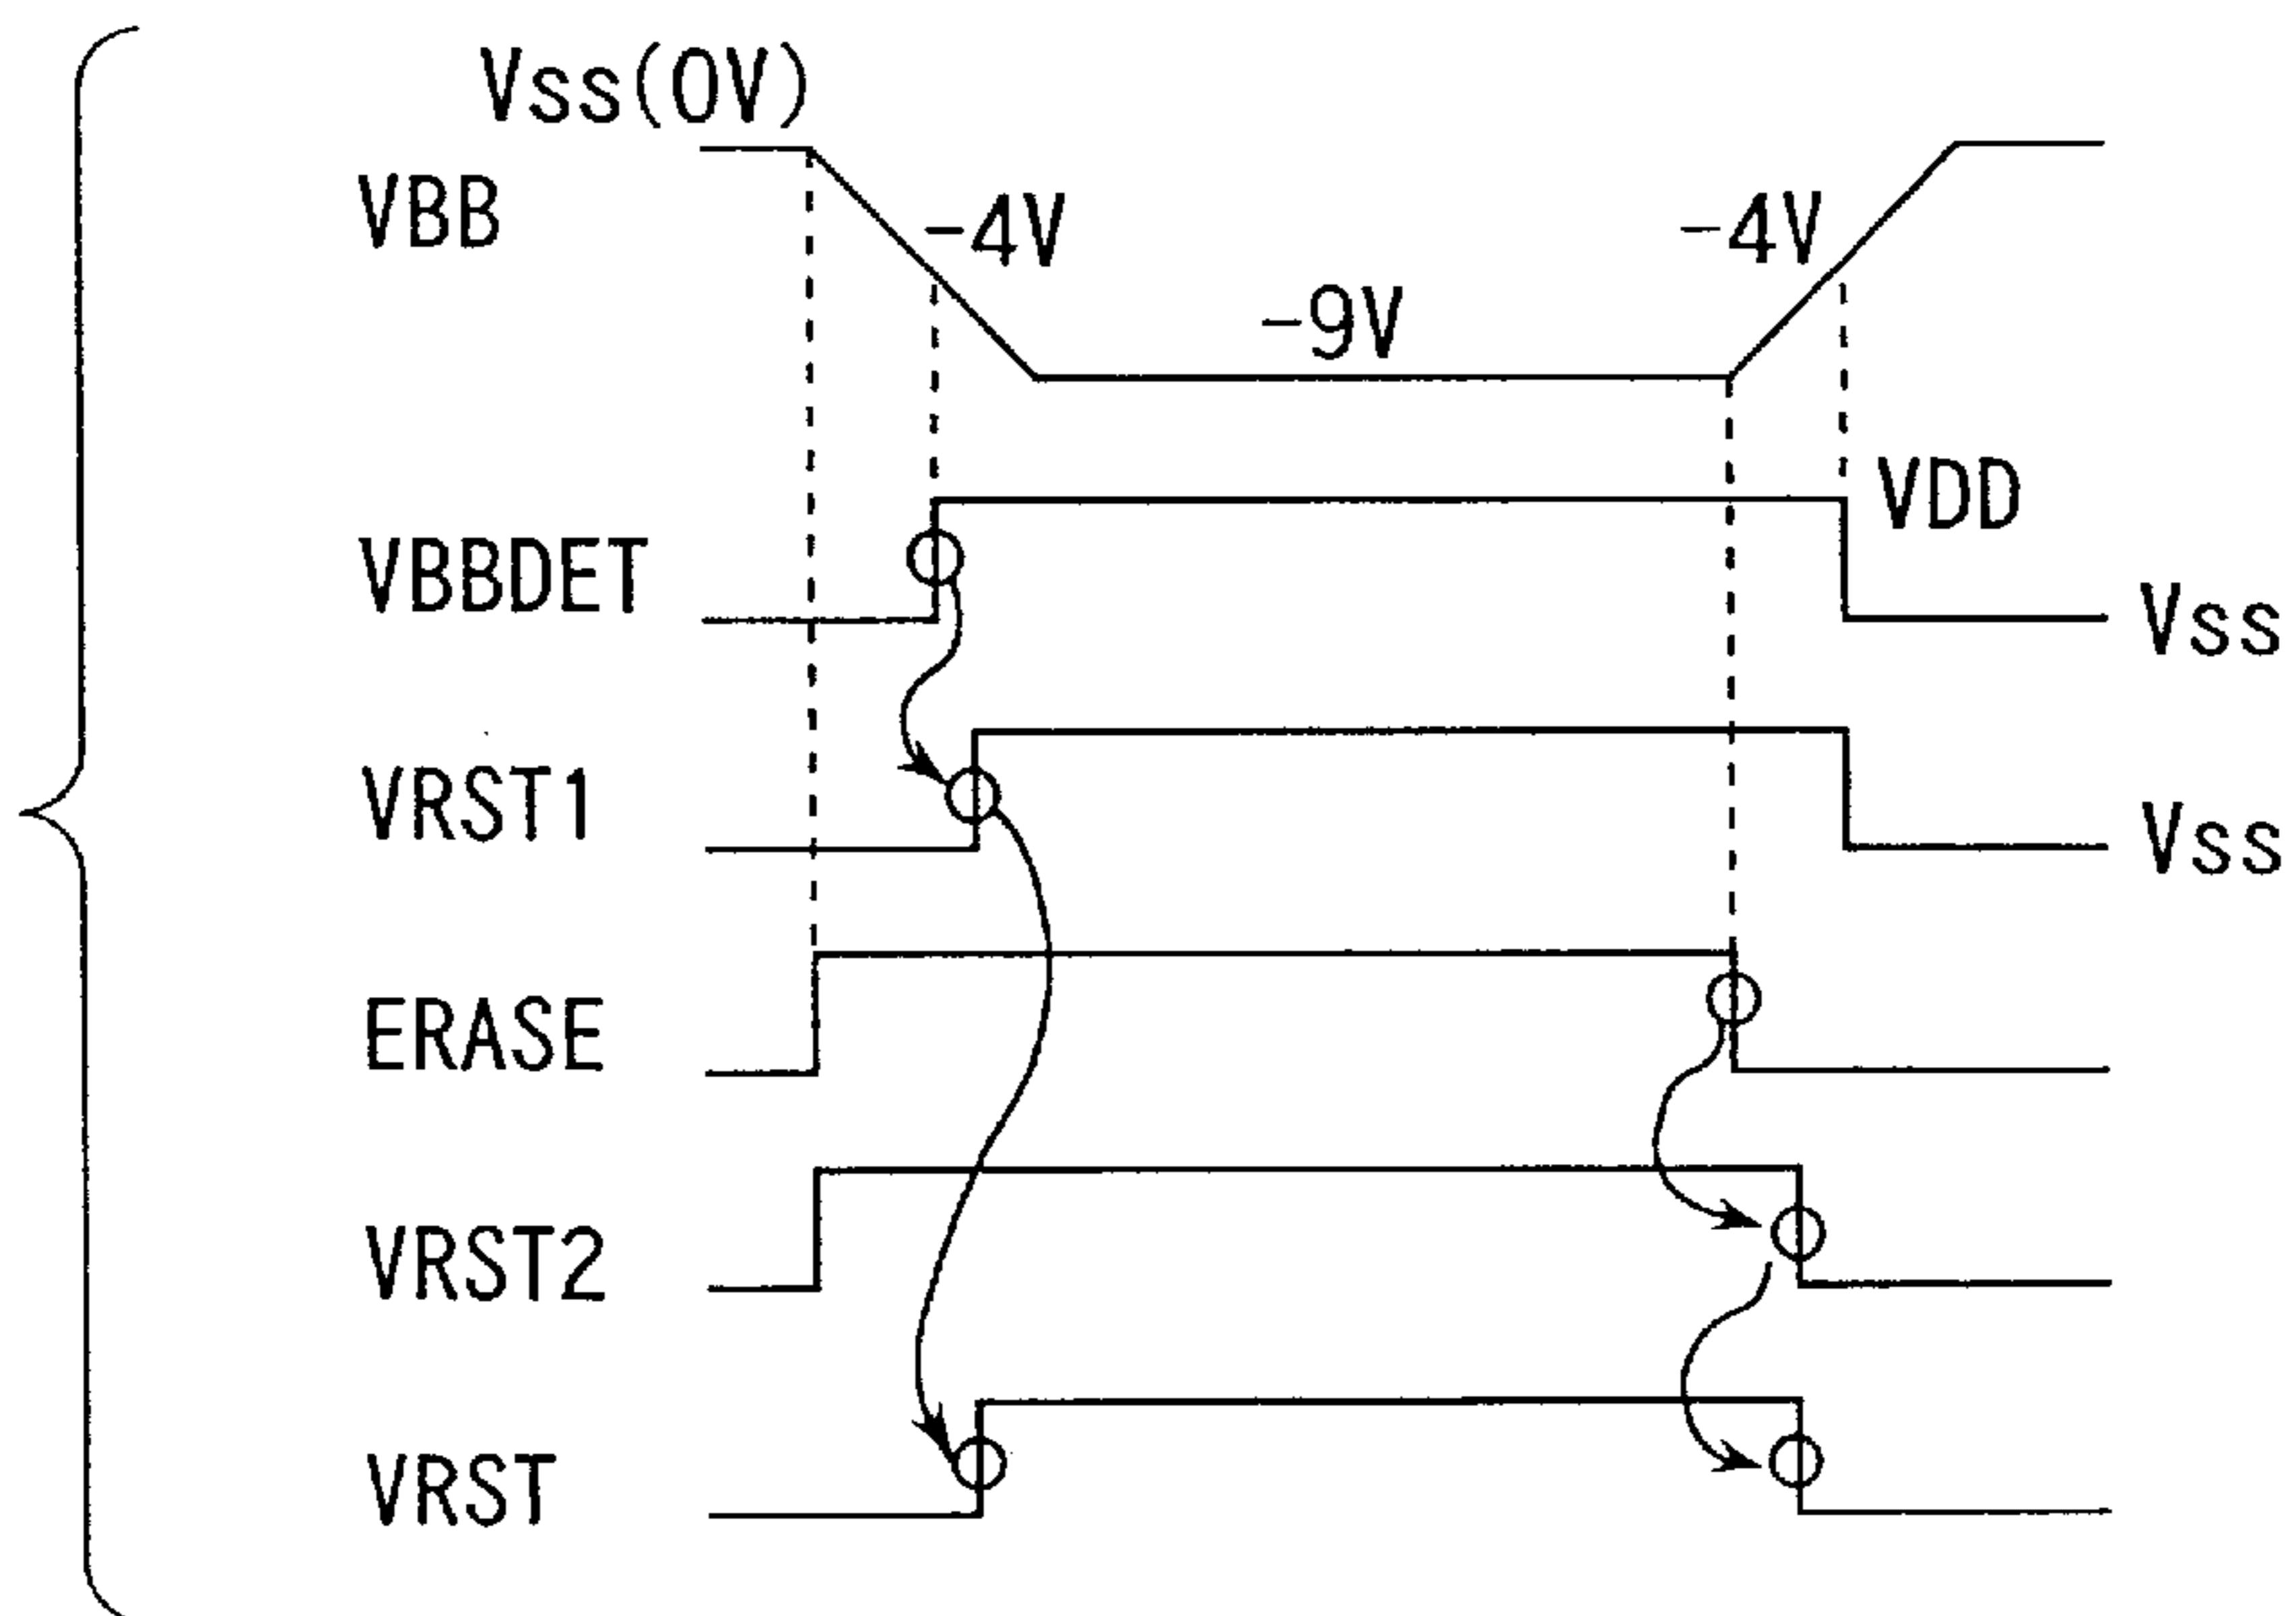 Vss(0V)
VBB
-4V
-4V
-9V
VDD
VBBDET
Vss
VRST1
Vss
ERASE
VRST2
VRST